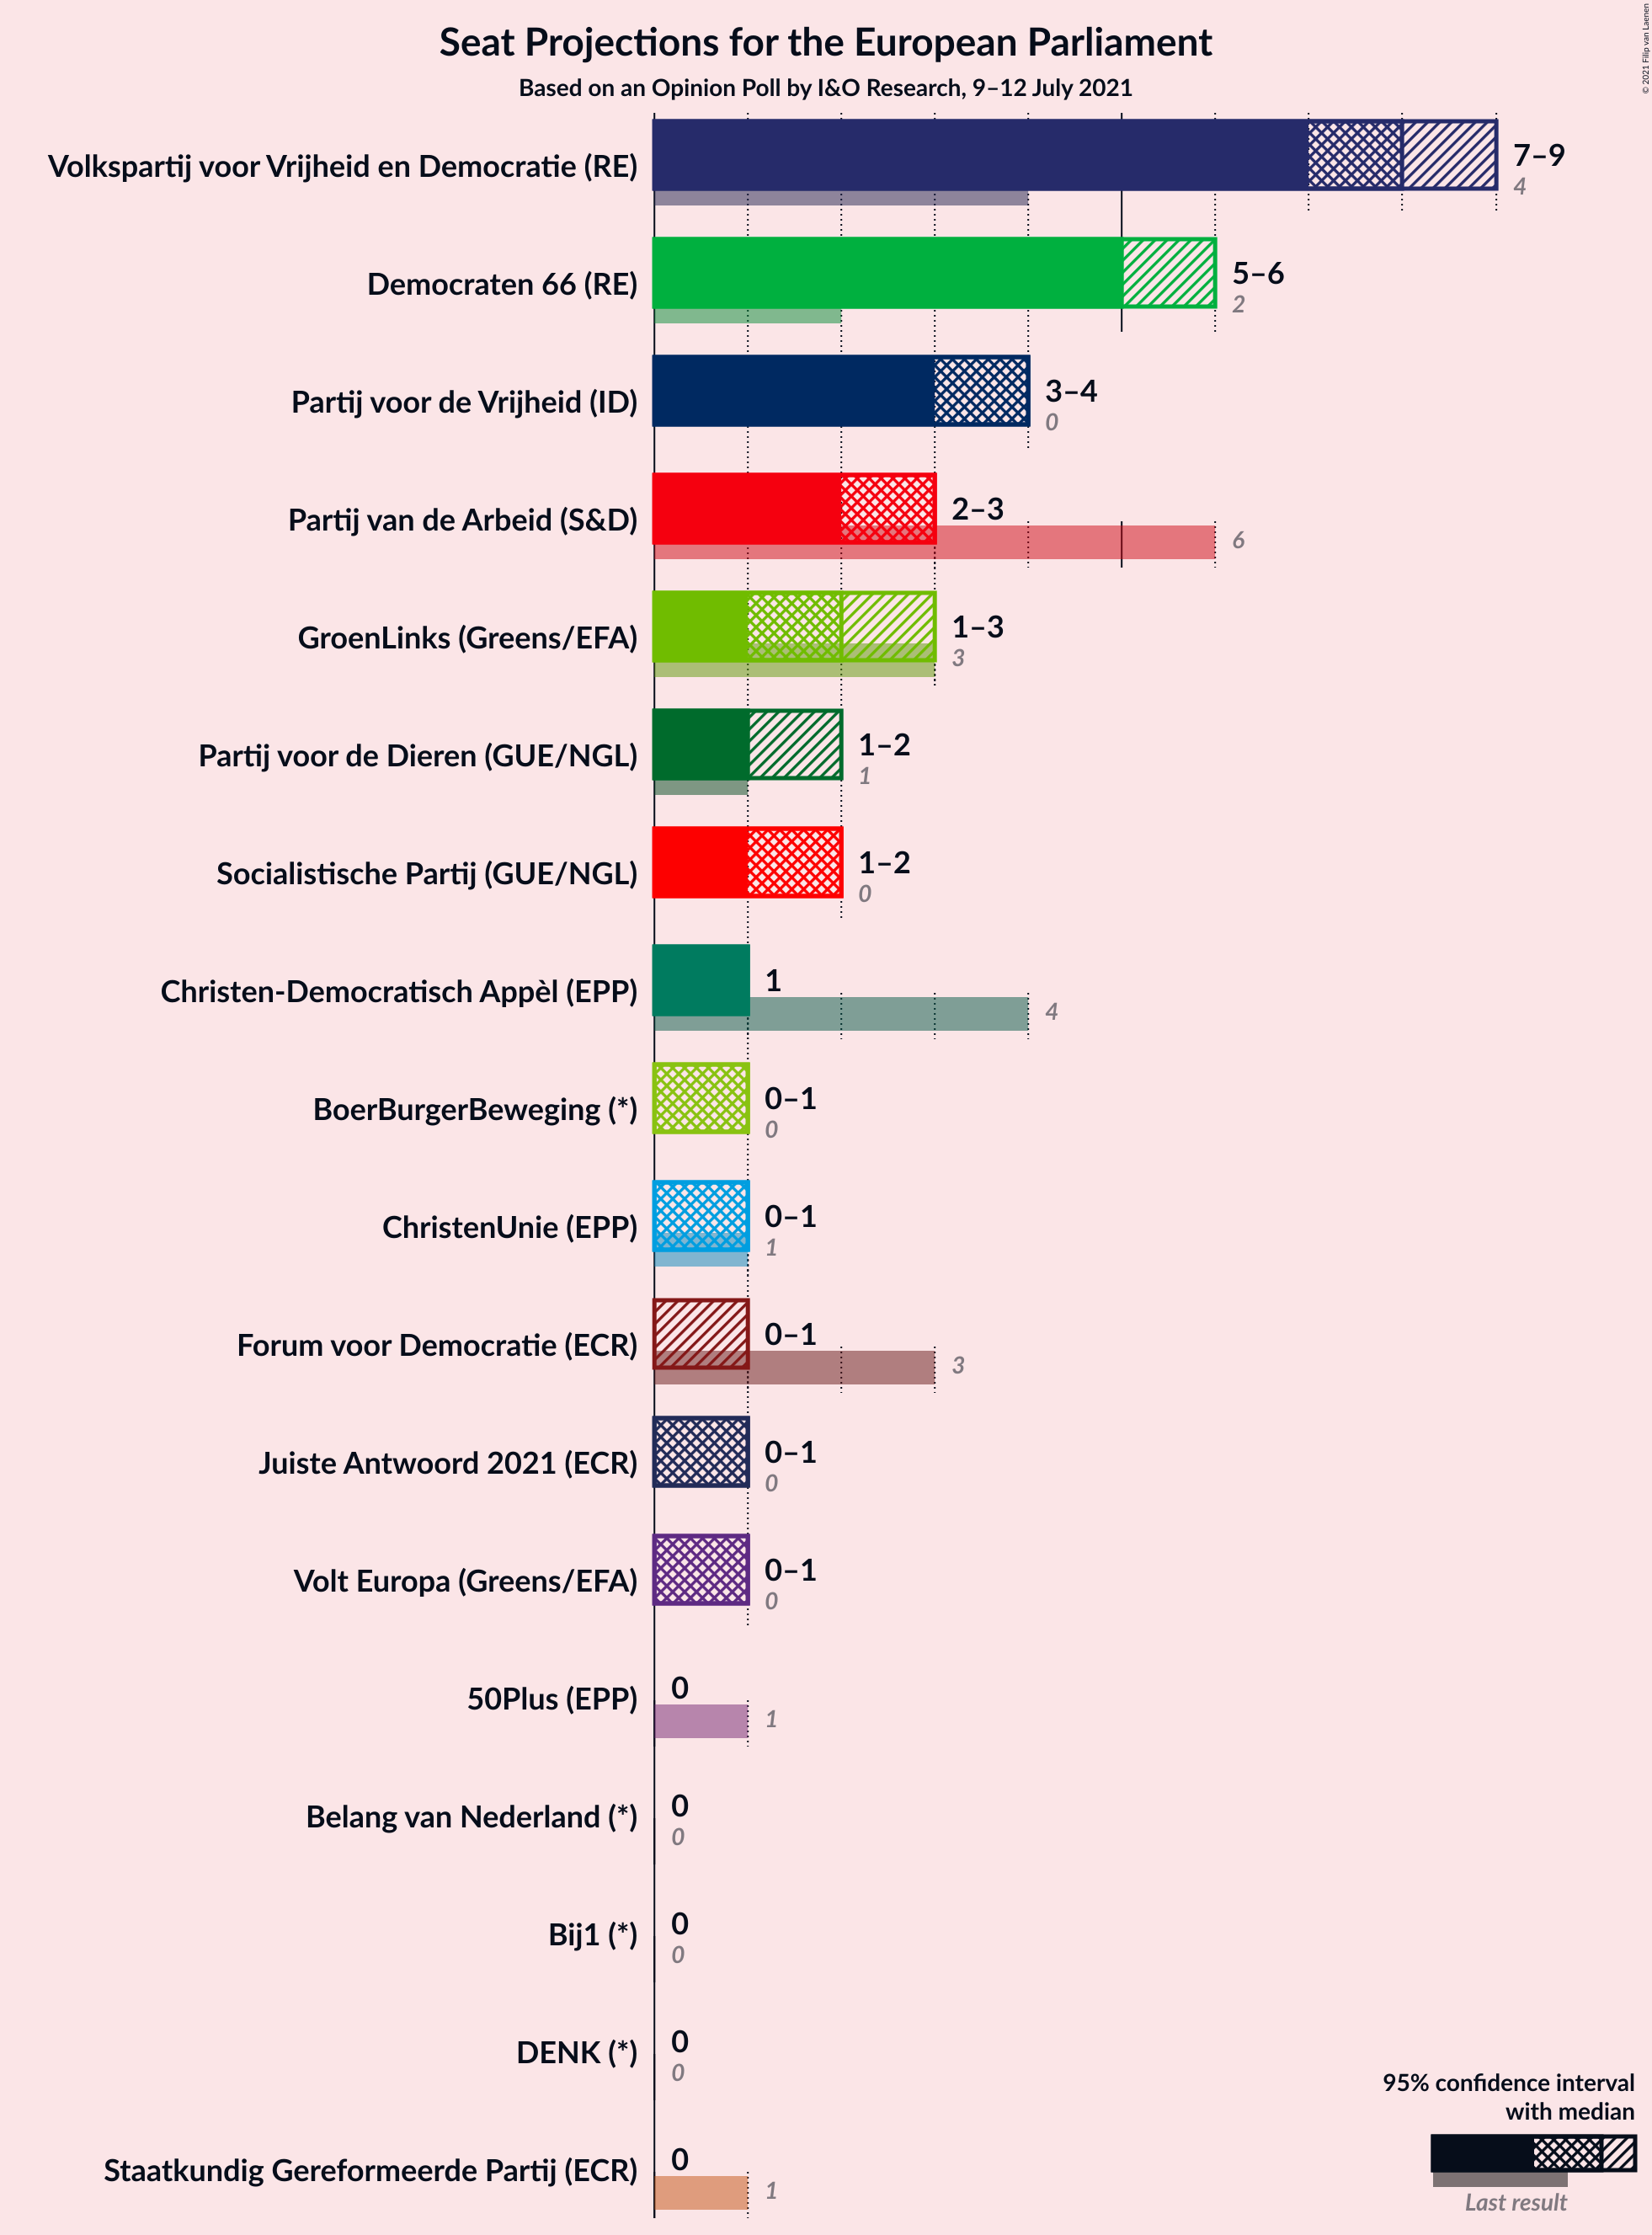 Seat Projections for the European Parliament
Based on an Opinion Poll by I&O Research, 9–12 July 2021
© 2021 Filip van Laenen
Volkspartij voor Vrijheid en Democratie (RE)
7–9
4
Democraten 66 (RE)
5–6
2
Partij voor de Vrijheid (ID)
3–4
0
Partij van de Arbeid (S&D)
2–3
6
GroenLinks (Greens/EFA)
1–3
3
Partij voor de Dieren (GUE/NGL)
1–2
1
Socialistische Partij (GUE/NGL)
1–2
0
Christen-Democratisch Appèl (EPP)
1
4
BoerBurgerBeweging (*)
0–1
0
ChristenUnie (EPP)
0–1
1
Forum voor Democratie (ECR)
0–1
3
Juiste Antwoord 2021 (ECR)
0–1
0
Volt Europa (Greens/EFA)
0–1
0
50Plus (EPP)
0
1
Belang van Nederland (*)
0
0
Bij1 (*)
0
0
DENK (*)
0
0
Staatkundig Gereformeerde Partij (ECR)
0
1
95% confidence interval
with median
Last result